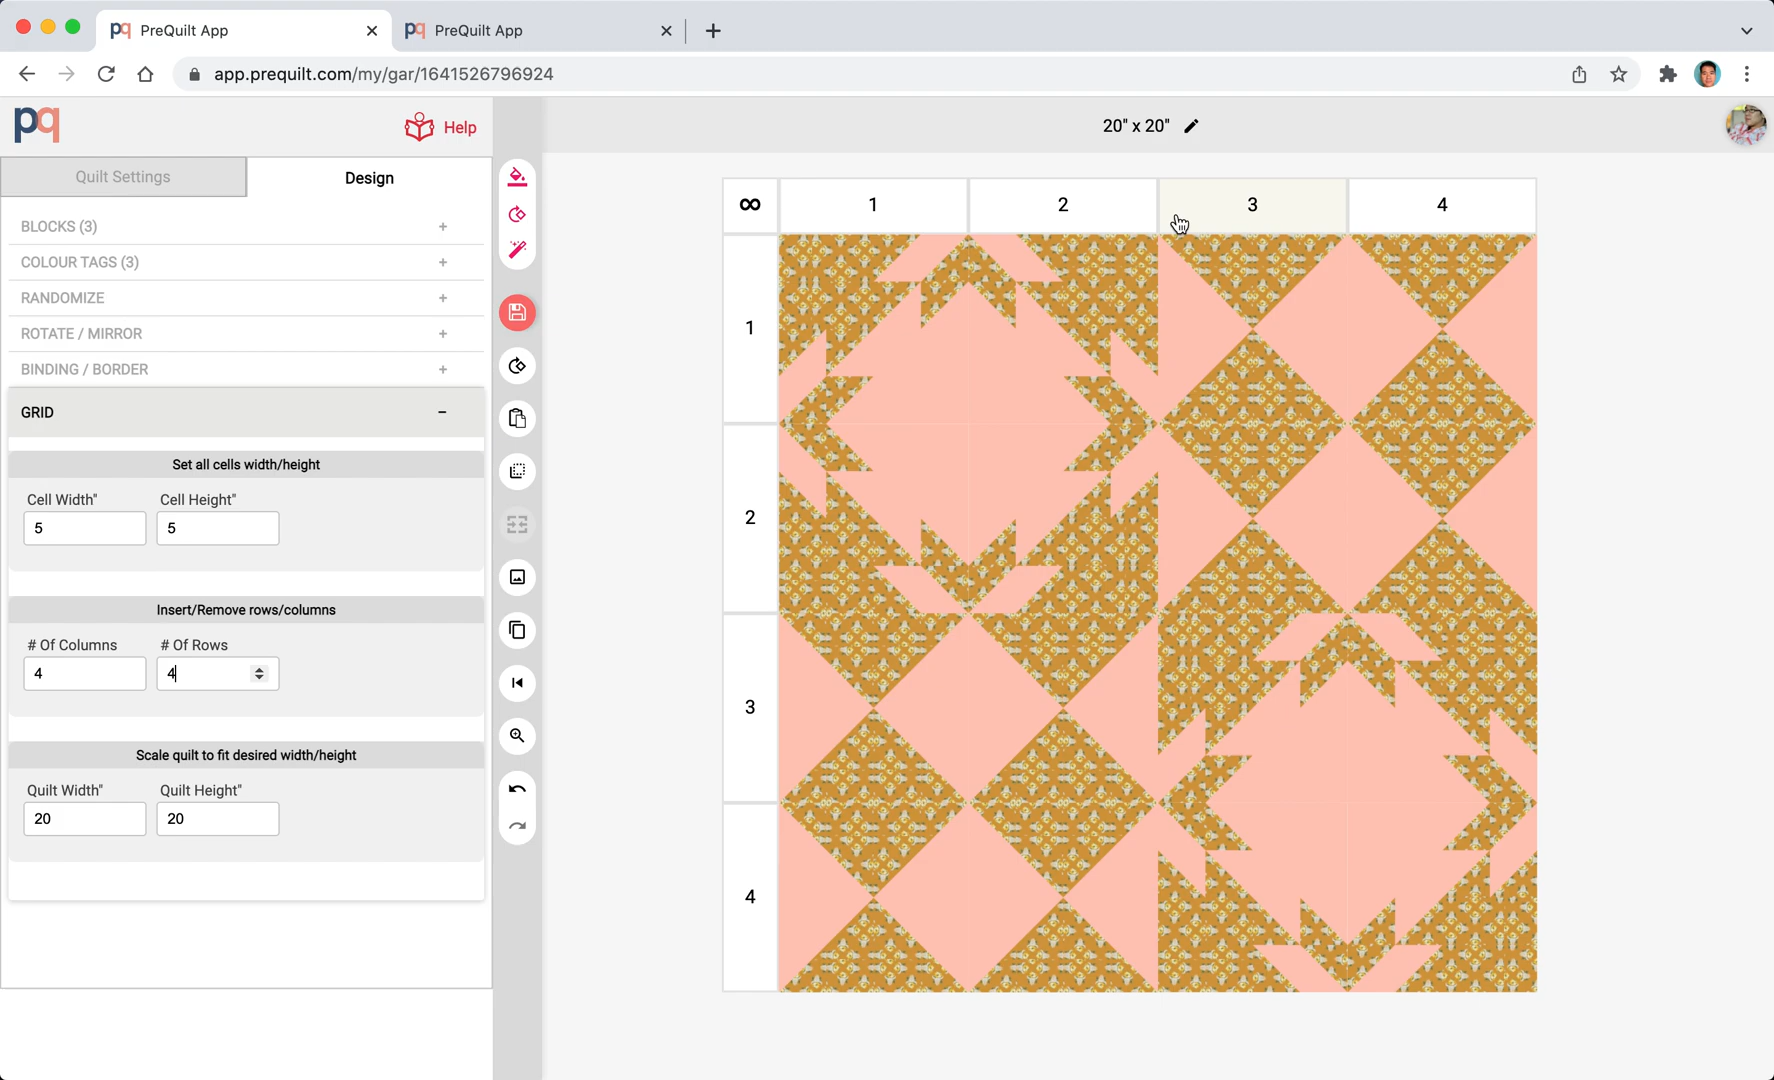 PreQuilt App
PreQuilt App
app.prequilt.com/my/gar/1641526796924
pq
Help
20" x 20"
Quilt Settings
Design
BLOCKS (3)
COLOUR TAGS (3)
RANDOMIZE
ROTATE / MIRROR
BINDING / BORDER
GRID
Set all cells width/height
Cell Width" Cell Height"
5 5
Insert/Remove rows/columns
# Of Columns # Of Rows
4 4
Scale quilt to fit desired width/height
Quilt Width" Quilt Height"
20 20
∞ 1 2 3 4
1
2
3
4